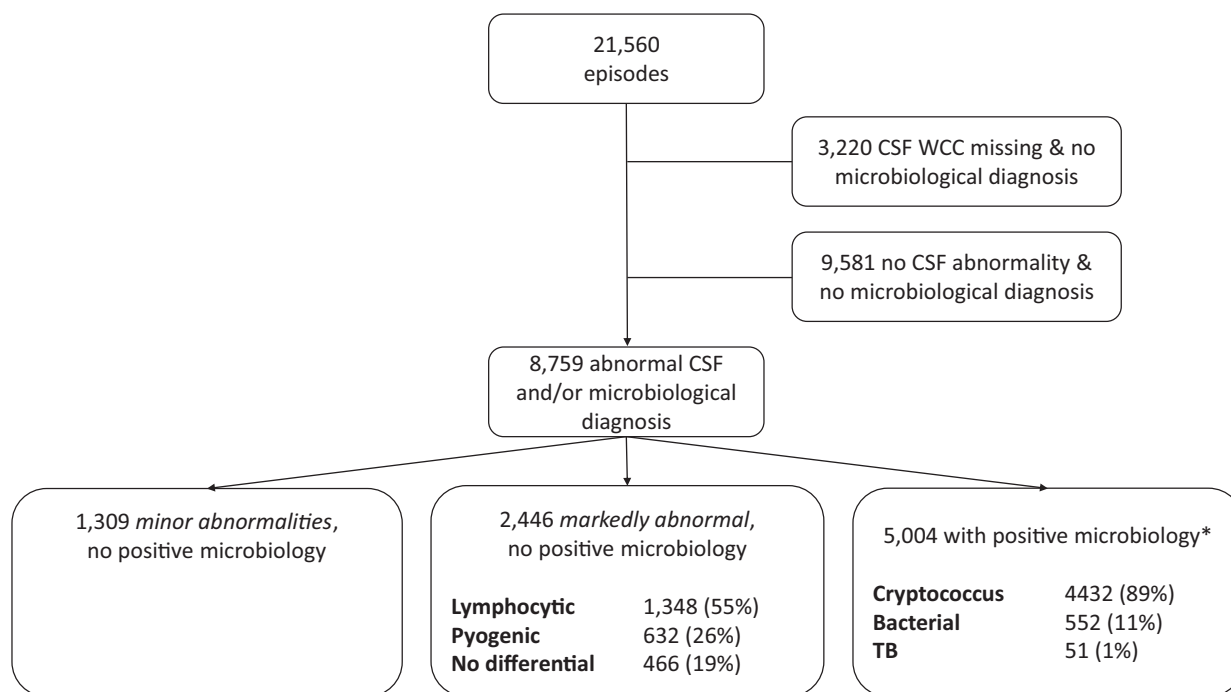 21,560
episodes
3,220 CSF WCC missing & no
microbiological diagnosis
9,581 no CSF abnormality &
no microbiological diagnosis
8,759 abnormal CSF
and/or microbiological
diagnosis
1,309 minor abnormalities,
no positive microbiology
2,446 markedly abnormal,
no positive microbiology
Lymphocytic 1,348 (55%)
Pyogenic 632 (26%)
No differential 466 (19%)
5,004 with positive microbiology*
Cryptococcus 4432 (89%)
Bacterial 552 (11%)
TB 51 (1%)